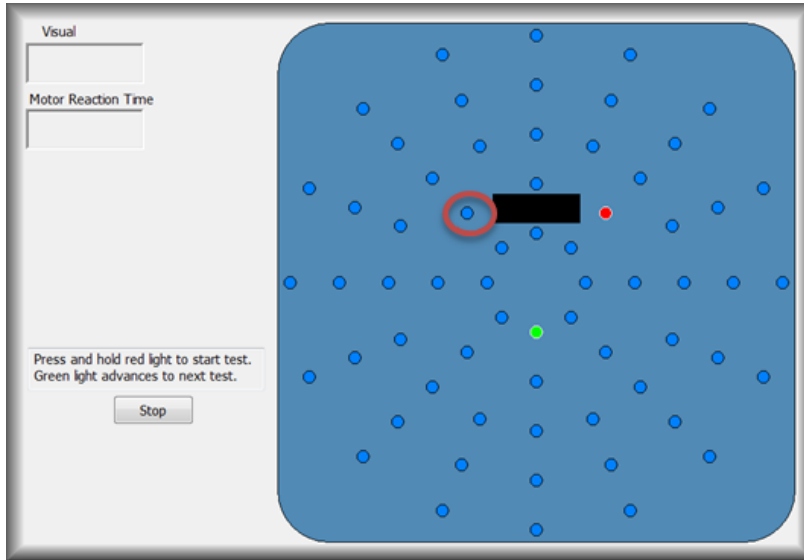 Visual
Motor Reaction Time
Press and hold red light to start test.
Green light advances to next test.
Stop